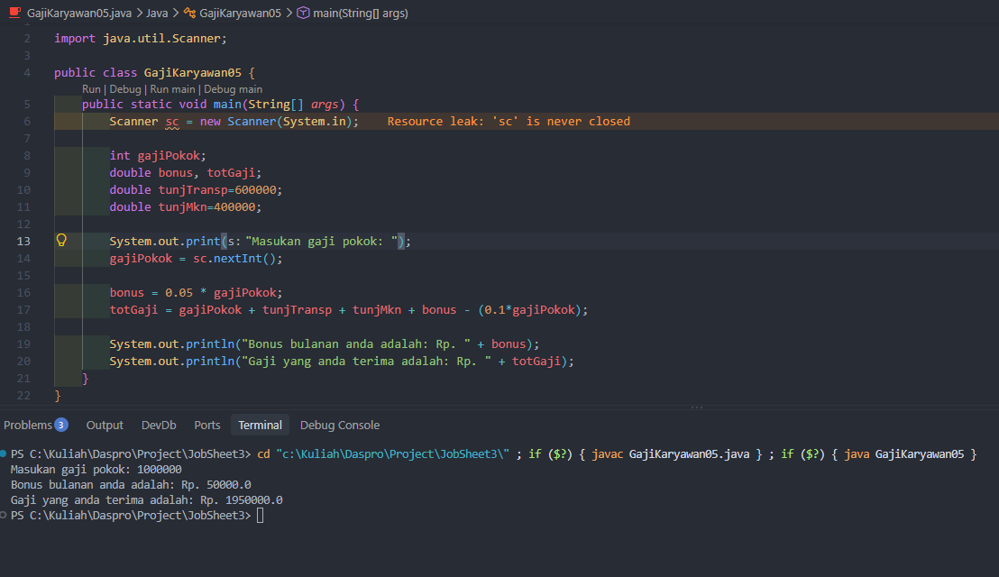 GajiKaryawan05.java > Java > GajiKaryawan05 > main(String[] args)
2 import java.util.Scanner;
3
4 public class GajiKaryawan05 {
Run | Debug | Run main | Debug main
5 public static void main(String[] args) {
6 Scanner sc = new Scanner(System.in); Resource leak: 'sc' is never closed
7
8 int gajiPokok;
9 double bonus, totGaji;
10 double tunjTransp=600000;
11 double tunjMkn=400000;
12
13 System.out.print(s: "Masukan gaji pokok: ");
14 gajiPokok = sc.nextInt();
15
16 bonus = 0.05 * gajiPokok;
17 totGaji = gajiPokok + tunjTransp + tunjMkn + bonus - (0.1*gajiPokok);
18
19 System.out.println("Bonus bulanan anda adalah: Rp. " + bonus);
20 System.out.println("Gaji yang anda terima adalah: Rp. " + totGaji);
21 }
22 }
Problems 3 Output DevDb Ports Terminal Debug Console
PS C:\Kuliah\Daspro\Project\JobSheet3> cd "c:\Kuliah\Daspro\Project\JobSheet3\" ; if ($?) { javac GajiKaryawan05.java } ; if ($?) { java GajiKaryawan05 }
Masukan gaji pokok: 1000000
Bonus bulanan anda adalah: Rp. 50000.0
Gaji yang anda terima adalah: Rp. 1950000.0
PS C:\Kuliah\Daspro\Project\JobSheet3>